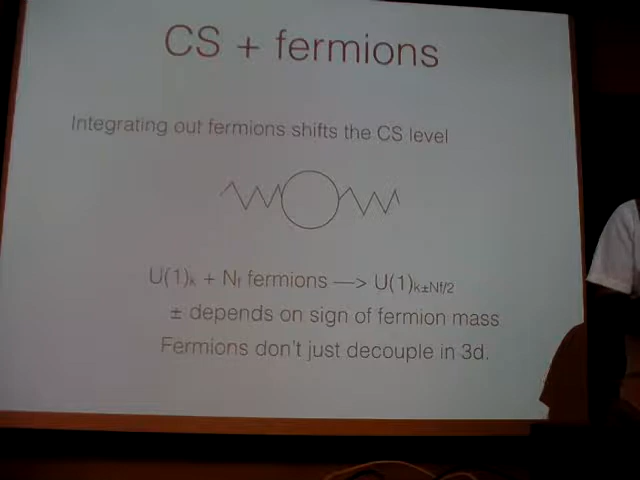 CS + fermions
Integrating out fermions shifts the CS level
U(1)k + Nf fermions —> U(1)k±Nf/2
± depends on sign of fermion mass
Fermions don't just decouple in 3d.